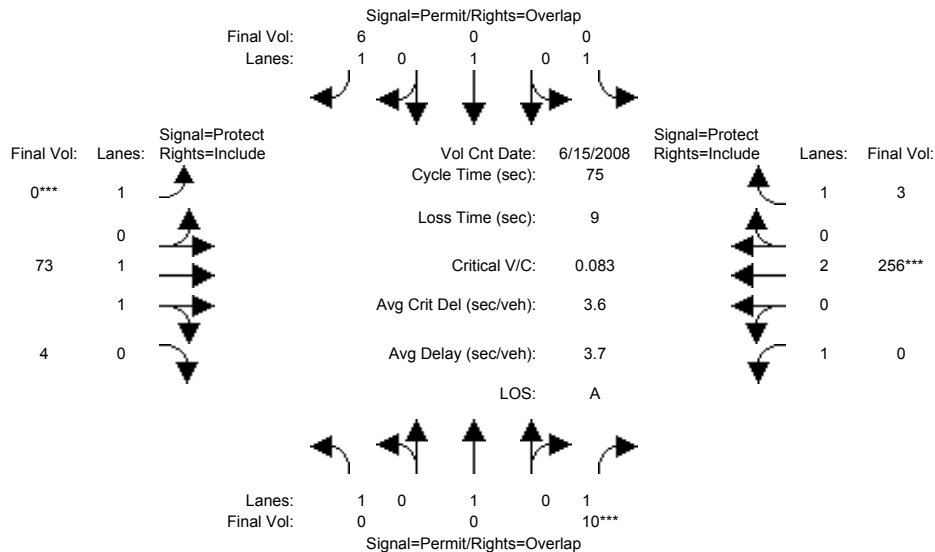 Signal=Permit/Rights=Overlap
Final Vol: 6 0 0
Lanes: 1 0 1 0 1
Signal=Protect
Final Vol: Lanes: Rights=Include
Vol Cnt Date: 6/15/2008
Signal=Protect
Rights=Include Lanes: Final Vol:
Cycle Time (sec): 75
0*** 1
1 3
Loss Time (sec): 9
0
0
73 1
Critical V/C: 0.083
2 256***
1
Avg Crit Del (sec/veh): 3.6
0
4 0
Avg Delay (sec/veh): 3.7
1 0
LOS: A
Lanes: 1 0 1 0 1
Final Vol: 0 0 10***
Signal=Permit/Rights=Overlap